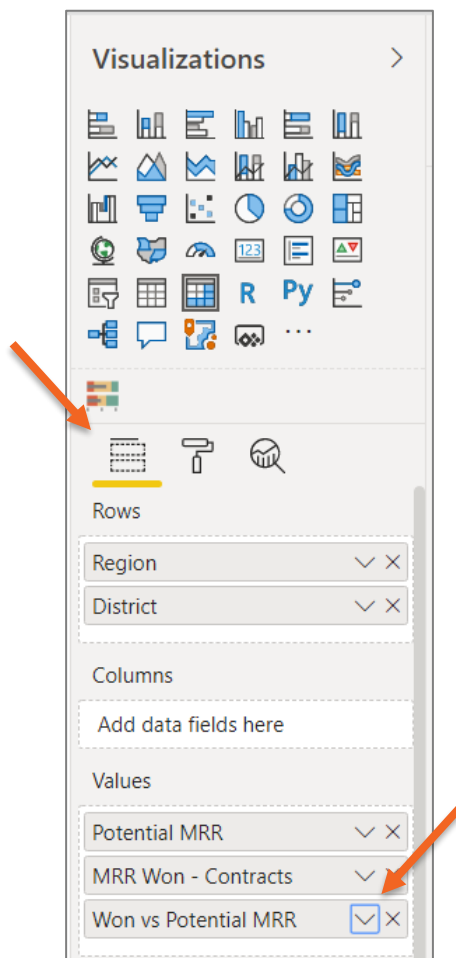 Visualizations
123
R Py
Rows
Region
District
Columns
Add data fields here
Values
Potential MRR
MRR Won - Contracts
Won vs Potential MRR